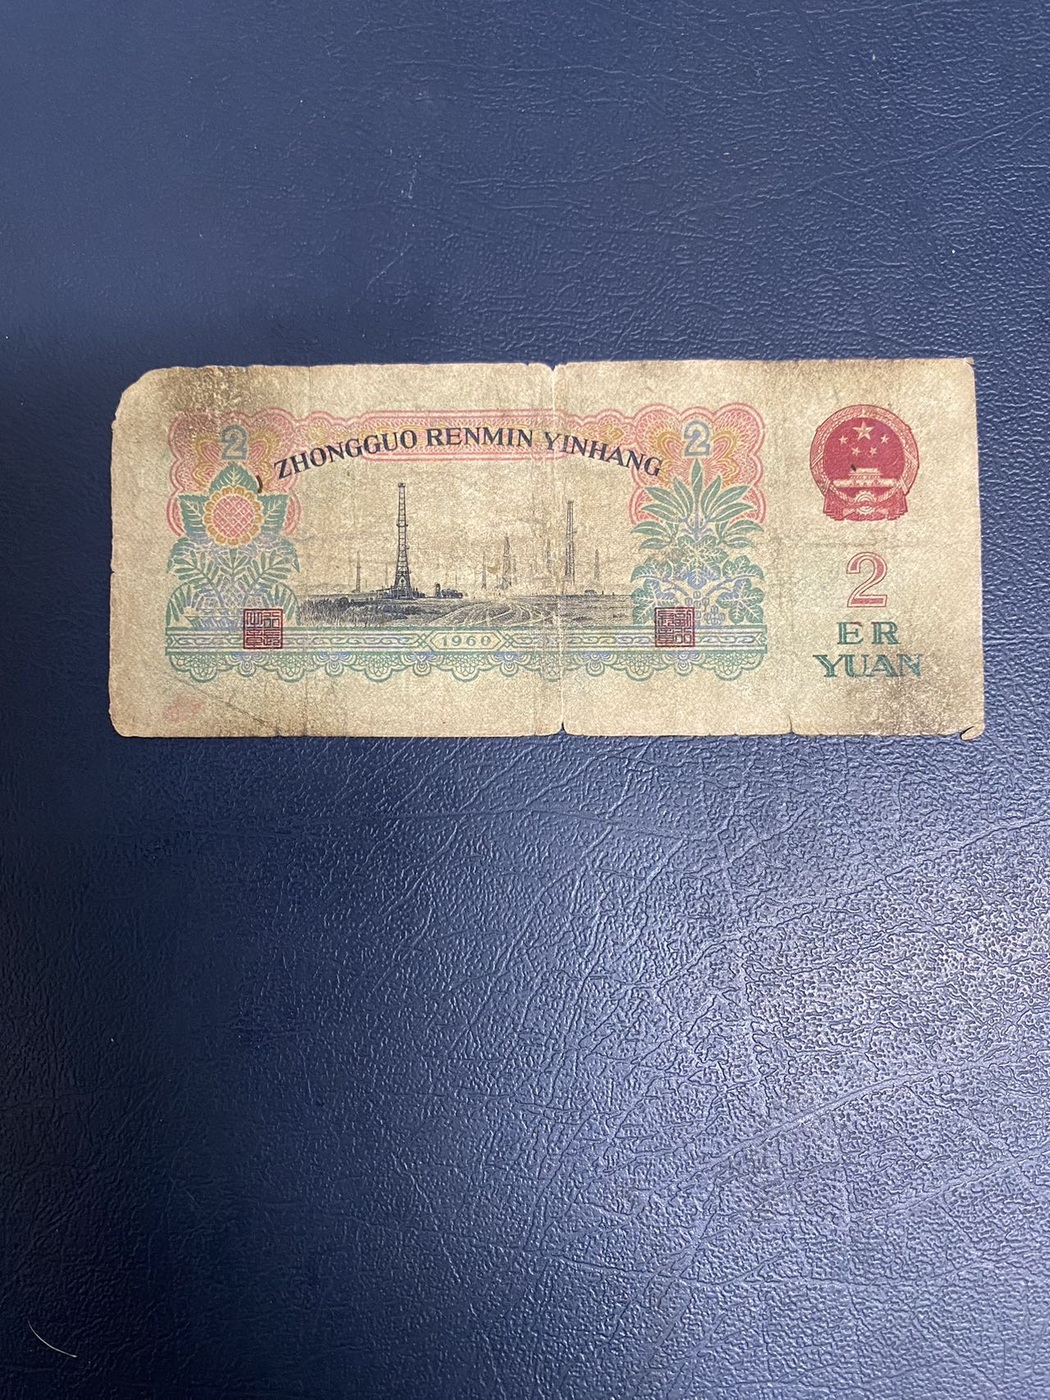 2
2
ZHONGGUO RENMIN YINHANG
1960
2
ER
YUAN